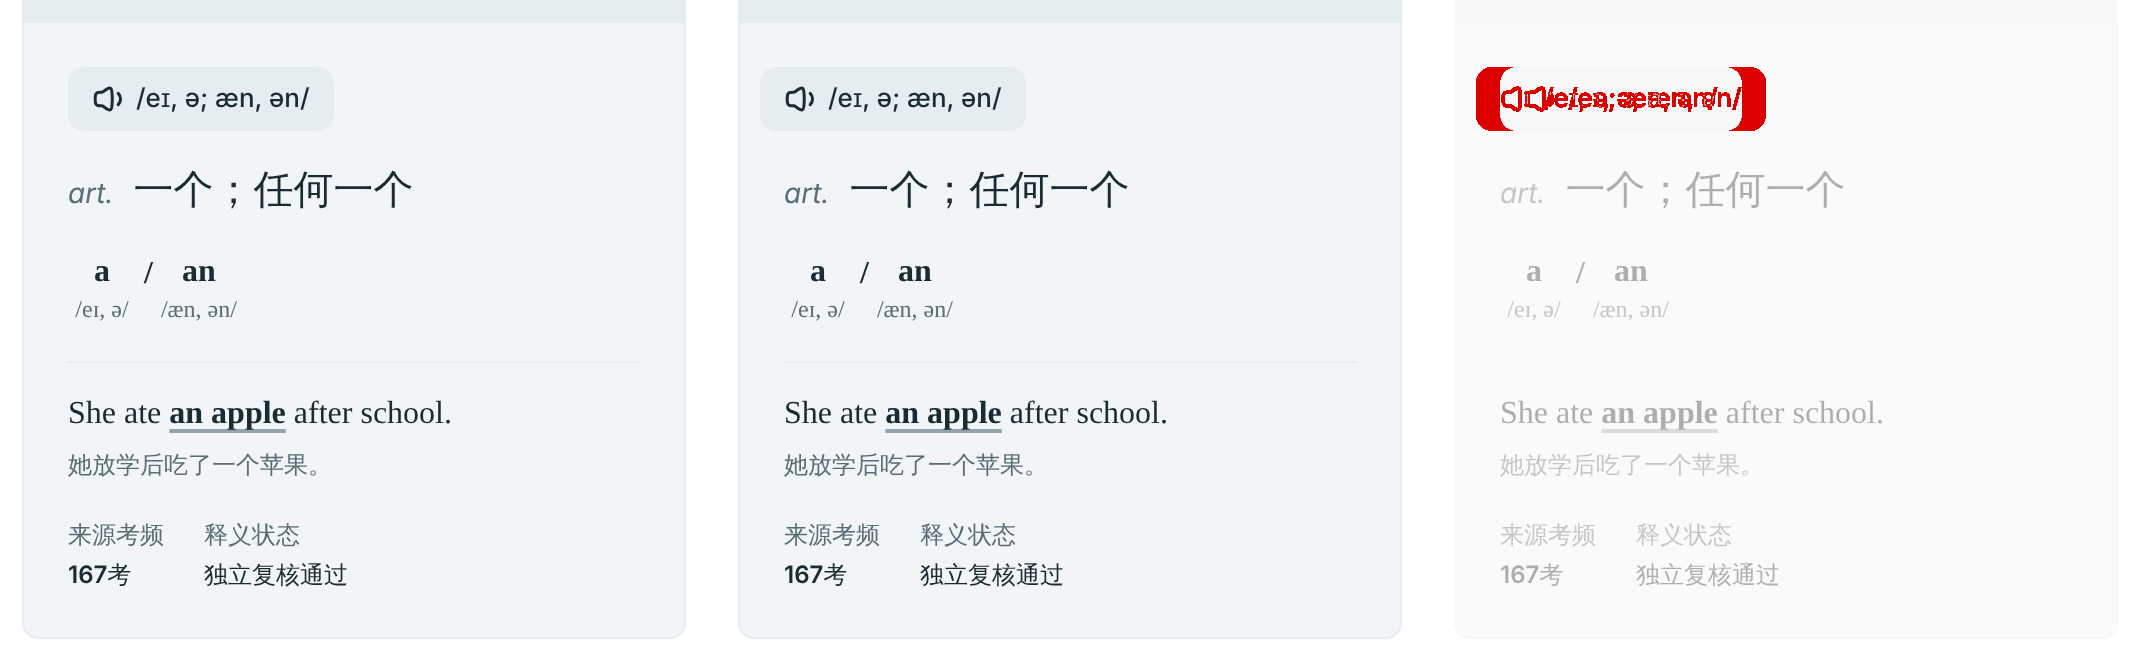 /eɪ, ə; æn, ən/
art. 一个；任何一个
a / an
/eɪ, ə/ /æn, ən/
She ate an apple after school.
她放学后吃了一个苹果。
来源考频 释义状态
167考 独立复核通过
/eɪ, ə; æn, ən/
art. 一个；任何一个
a / an
/eɪ, ə/ /æn, ən/
She ate an apple after school.
她放学后吃了一个苹果。
来源考频 释义状态
167考 独立复核通过
art. 一个；任何一个
a / an
/eɪ, ə/ /æn, ən/
She ate an apple after school.
她放学后吃了一个苹果。
来源考频 释义状态
167考 独立复核通过